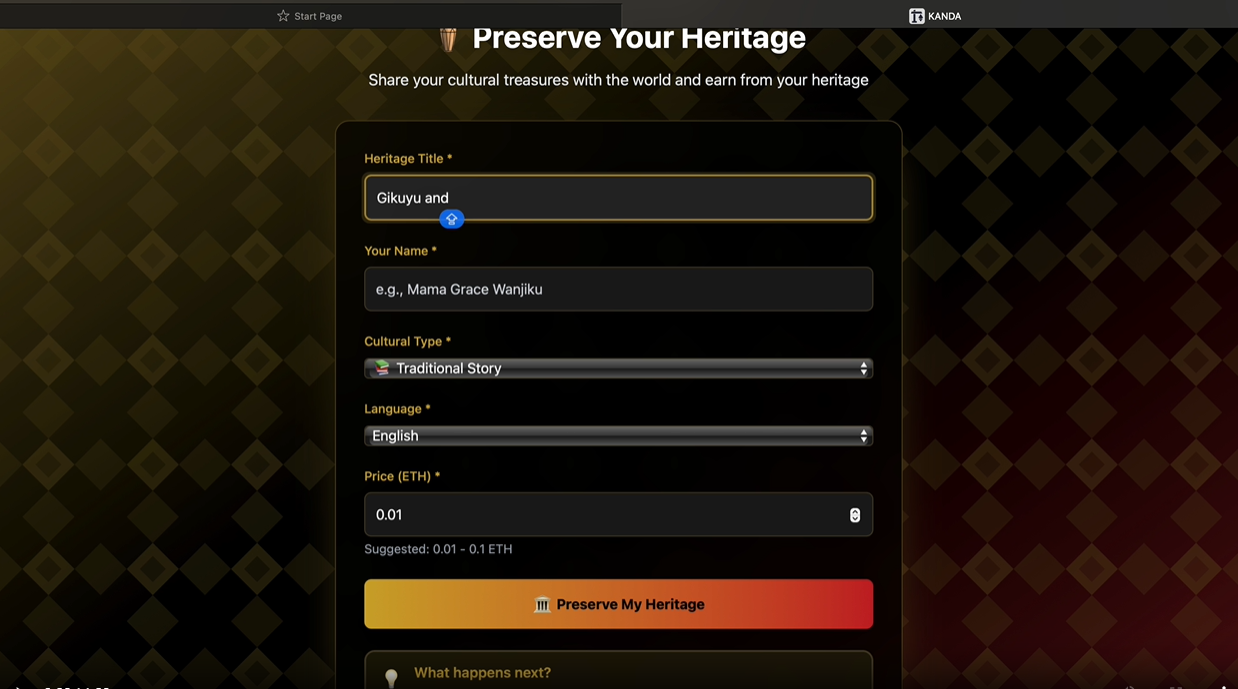 Start Page
KANDA
Preserve Your Heritage
Share your cultural treasures with the world and earn from your heritage
Heritage Title *
Gikuyu and
Your Name *
e.g., Mama Grace Wanjiku
Cultural Type *
Traditional Story
Language *
English
Price (ETH) *
0.01
Suggested: 0.01 - 0.1 ETH
Preserve My Heritage
What happens next?